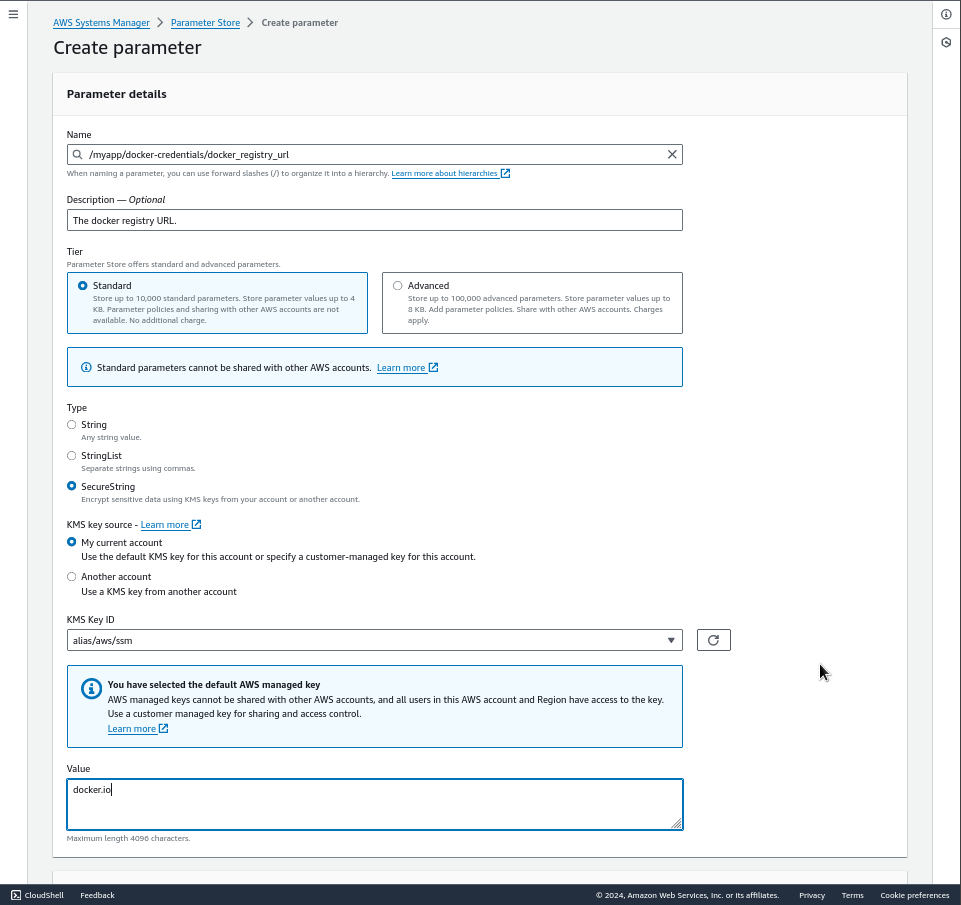 AWS Systems Manager > Parameter Store > Create parameter
Create parameter
Parameter details
Name
/myapp/docker-credentials/docker_registry_url
When naming a parameter, you can use forward slashes (/) to organize it into a hierarchy. Learn more about hierarchies
Description — Optional
The docker registry URL.
Tier
Parameter Store offers standard and advanced parameters.
Standard
Store up to 10,000 standard parameters. Store parameter values up to 4
KB. Parameter policies and sharing with other AWS accounts are not
available. No additional charge.
Advanced
Store up to 100,000 advanced parameters. Store parameter values up to
8 KB. Add parameter policies. Share with other AWS accounts. Charges
apply.
Standard parameters cannot be shared with other AWS accounts. Learn more
Type
String
Any string value.
StringList
Separate strings using commas.
SecureString
Encrypt sensitive data using KMS keys from your account or another account.
KMS key source - Learn more
My current account
Use the default KMS key for this account or specify a customer-managed key for this account.
Another account
Use a KMS key from another account
KMS Key ID
alias/aws/ssm
You have selected the default AWS managed key
AWS managed keys cannot be shared with other AWS accounts, and all users in this AWS account and Region have access to the key.
Use a customer managed key for sharing and access control.
Learn more
Value
docker.io
Maximum length 4096 characters.
CloudShell Feedback © 2024, Amazon Web Services, Inc. or its affiliates. Privacy Terms Cookie preferences